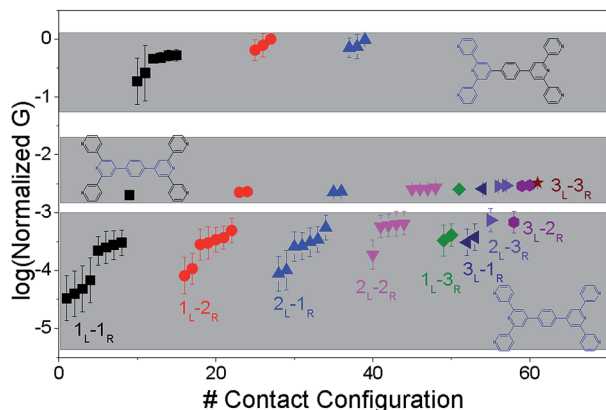 0
-1
-2
-3
-4
-5
log(Normalized G)
N N
N N
N N
N N
N N
N N
3L-3R
3L-2R
2L-3R
3L-1R
1L-3R
2L-2R
2L-1R
1L-2R
1L-1R
N N
N N
N N
0 20 40 60
# Contact Configuration